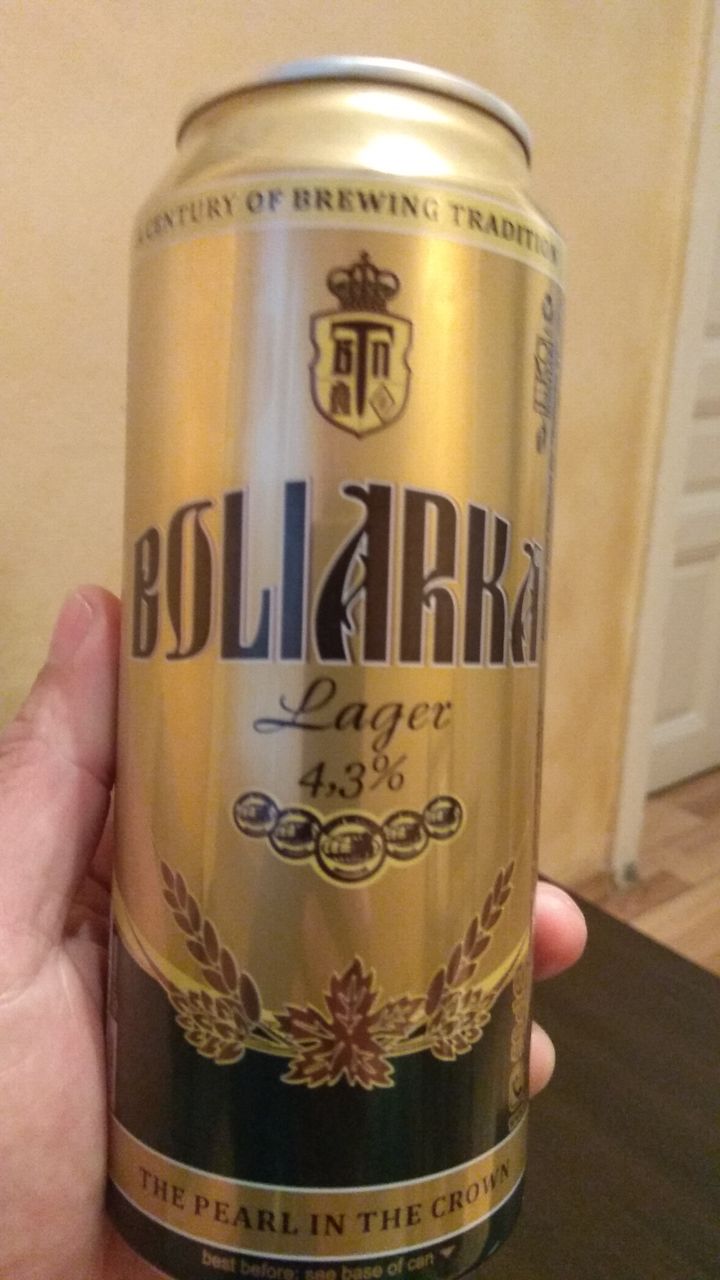 A CENTURY OF BREWING TRADITION
БТП
BOLIARKA
Lager
4,3%
THE PEARL IN THE CROWN
best before: see base of can